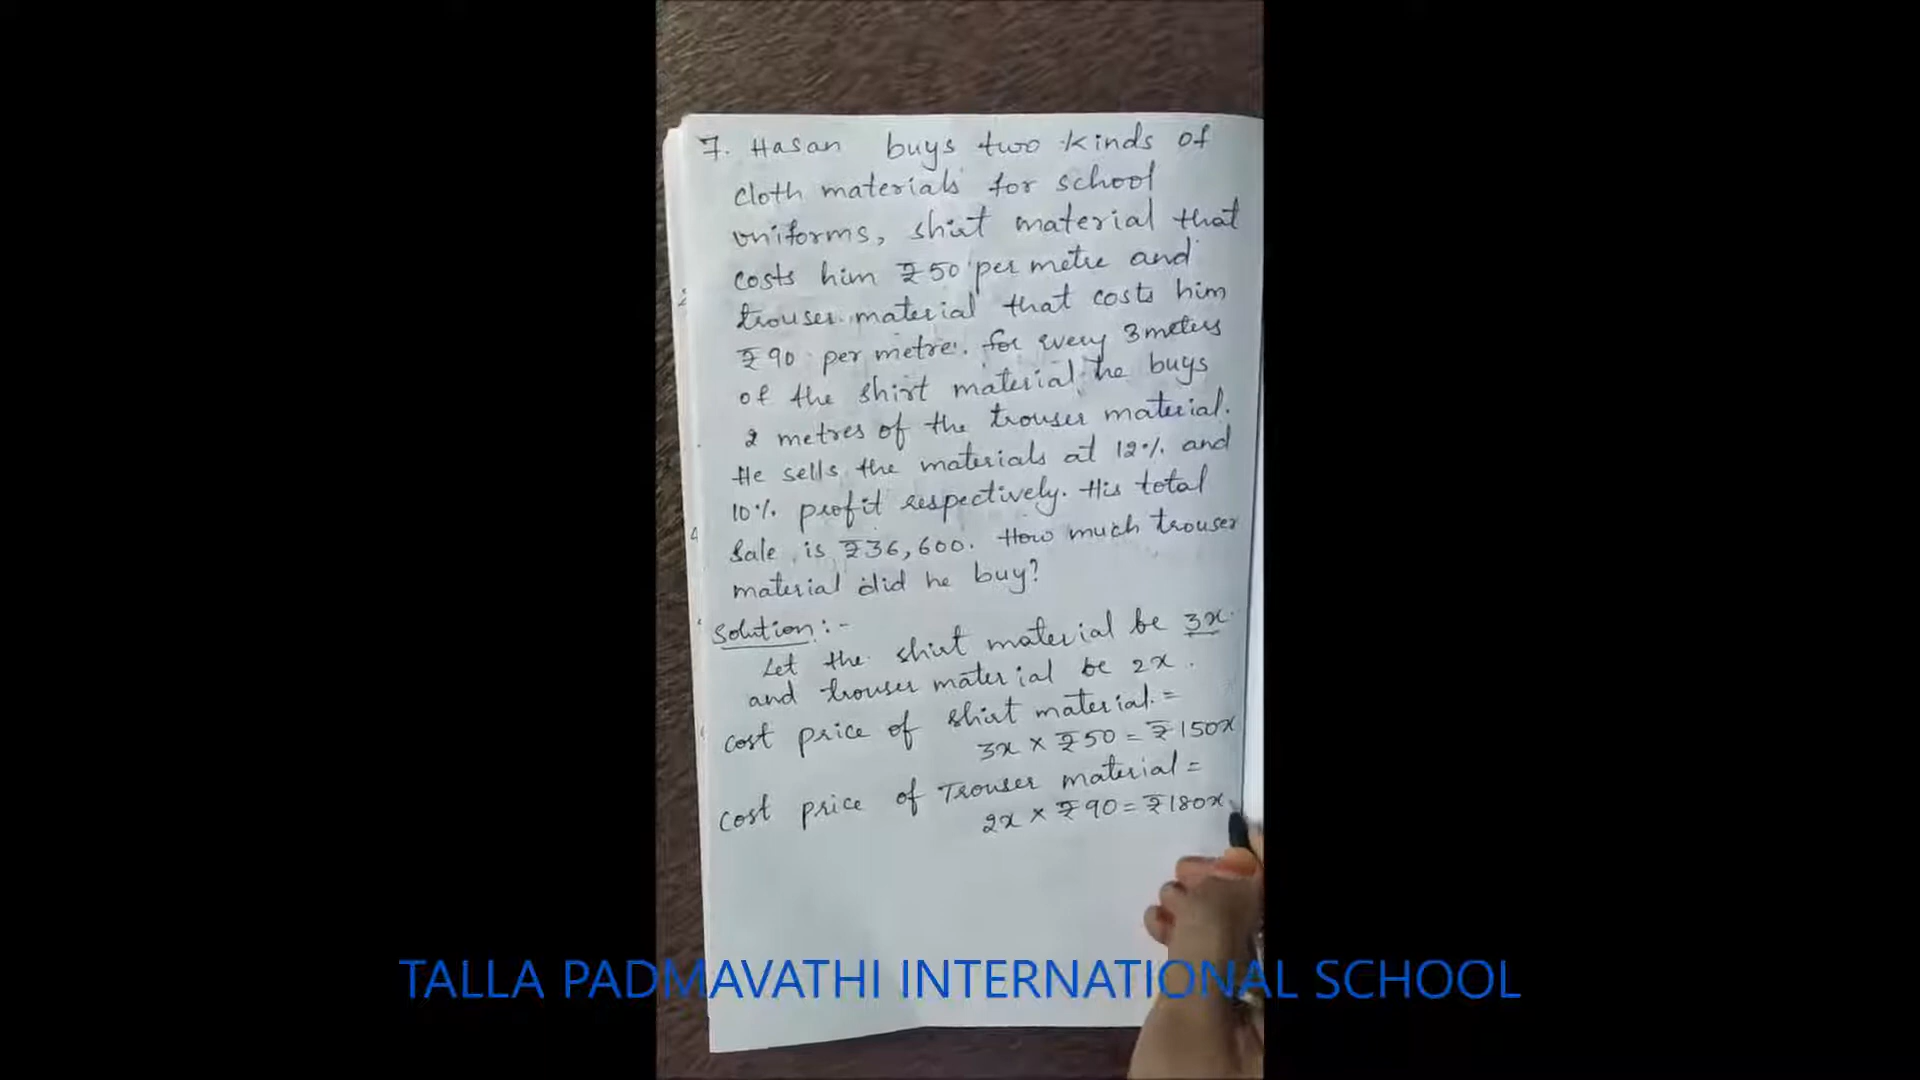 7. Hasan buys two kinds of
cloth materials for school
uniforms, shirt material that
costs him ₹50 per metre and
trouser material that costs him
₹90 per metre. for every 3 meters
of the shirt material he buys
2 metres of the trouser material.
He sells the materials at 12% and
10% profit respectively. His total
sale is ₹36,600. How much trouser
material did he buy?
Solution:-
Let the shirt material be 3x.
and trouser material be 2x.
cost price of shirt material =
3x × ₹50 = ₹150x
cost price of Trouser material =
2x × ₹90 = ₹180x
TALLA PADMAVATHI INTERNATIONAL SCHOOL